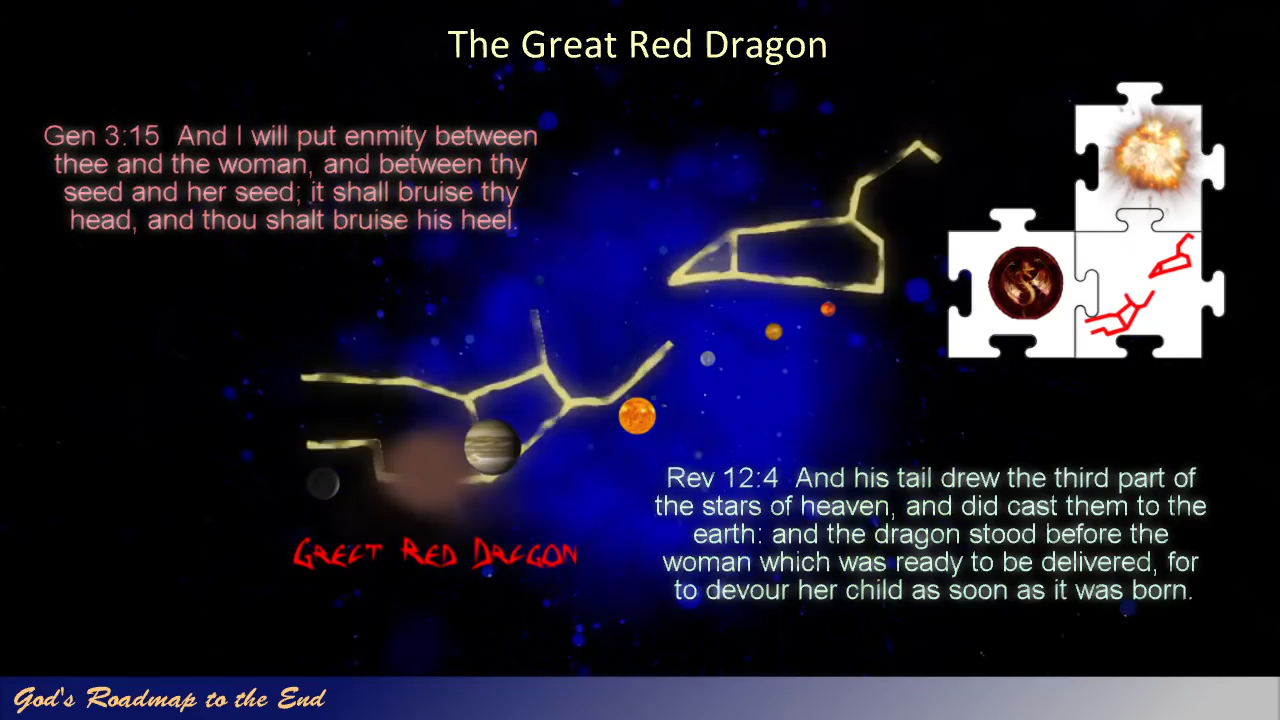 The Great Red Dragon
Gen 3:15  And I will put enmity between
thee and the woman, and between thy
seed and her seed; it shall bruise thy
head, and thou shalt bruise his heel.
Rev 12:4  And his tail drew the third part of
the stars of heaven, and did cast them to the
earth: and the dragon stood before the
woman which was ready to be delivered, for
to devour her child as soon as it was born.
Great Red Dragon
God's Roadmap to the End